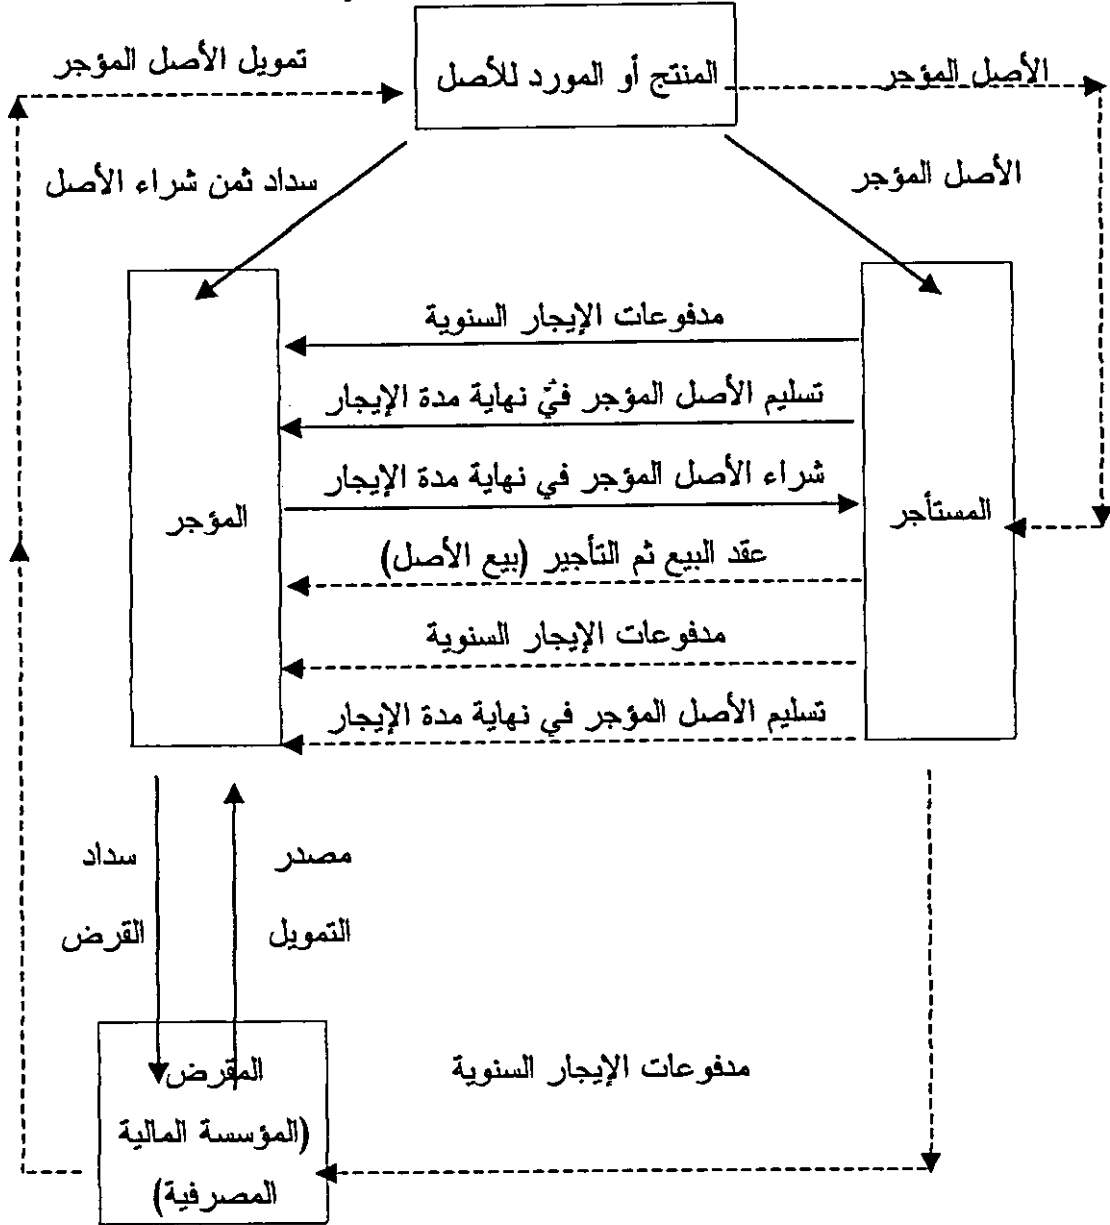 تمويل الأصل المؤجر
المنتج أو المورد للأصل
الأصل المؤجر
سداد ثمن شراء الأصل
الأصل المؤجر
مدفوعات الإيجار السنوية
تسليم الأصل المؤجر في نهاية مدة الإيجار
شراء الأصل المؤجر في نهاية مدة الإيجار
المؤجر
المستأجر
عقد البيع ثم التأجير (بيع الأصل)
مدفوعات الإيجار السنوية
تسليم الأصل المؤجر في نهاية مدة الإيجار
سداد
القرض
مصدر
التمويل
المقرض
(المؤسسة المالية
المصرفية)
مدفوعات الإيجار السنوية